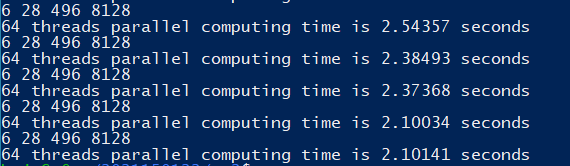 6 28 496 8128
64 threads parallel computing time is 2.54357 seconds
6 28 496 8128
64 threads parallel computing time is 2.38493 seconds
6 28 496 8128
64 threads parallel computing time is 2.37368 seconds
6 28 496 8128
64 threads parallel computing time is 2.10034 seconds
6 28 496 8128
64 threads parallel computing time is 2.10141 seconds